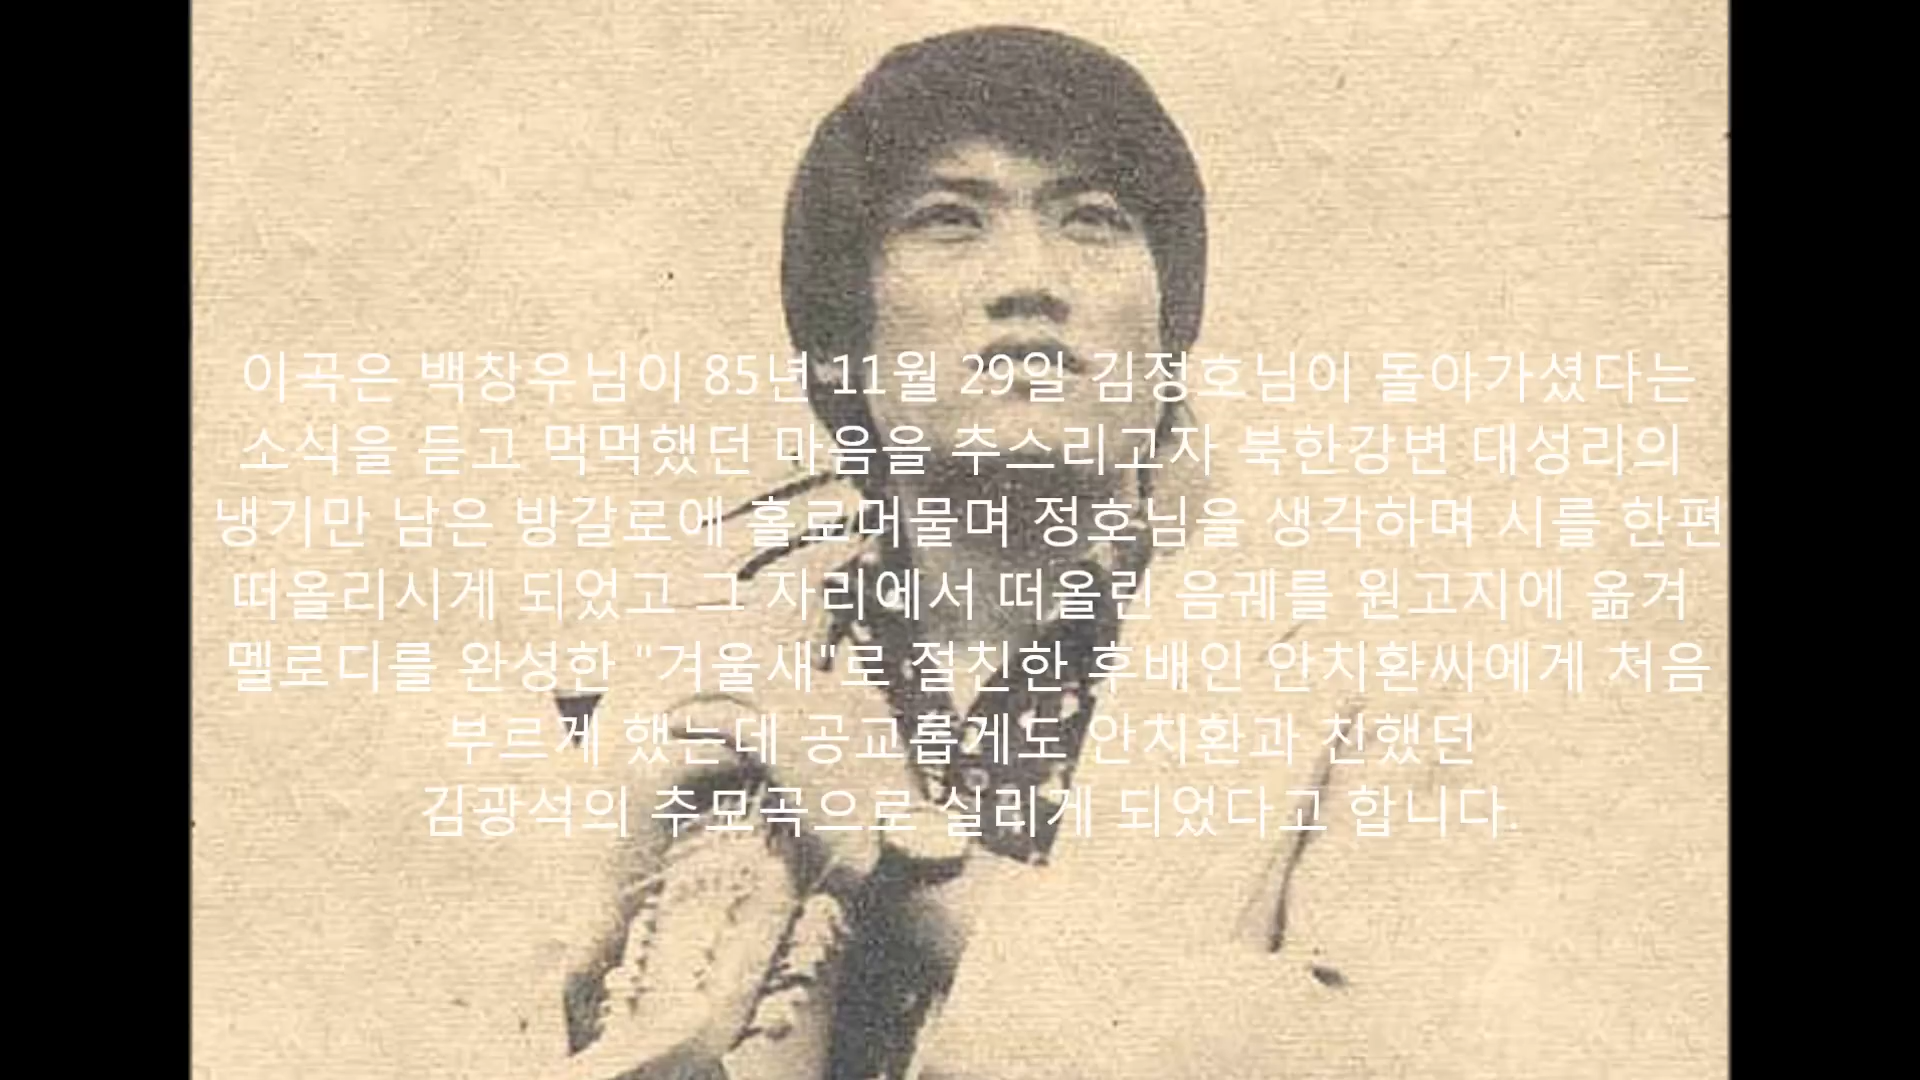 이곡은 백창우님이 85년 11월 29일 김정호님이 돌아가셨다는
소식을 듣고 먹먹했던 마음을 추스리고자 북한강변 대성리의
냉기만 남은 방갈로에 홀로머물며 정호님을 생각하며 시를 한편
떠올리시게 되었고 그 자리에서 떠올린 음궤를 원고지에 옮겨
멜로디를 완성한 "겨울새"로 절친한 후배인 안치환씨에게 처음
부르게 했는데 공교롭게도 안치환과 친했던
김광석의 추모곡으로 실리게 되었다고 합니다.